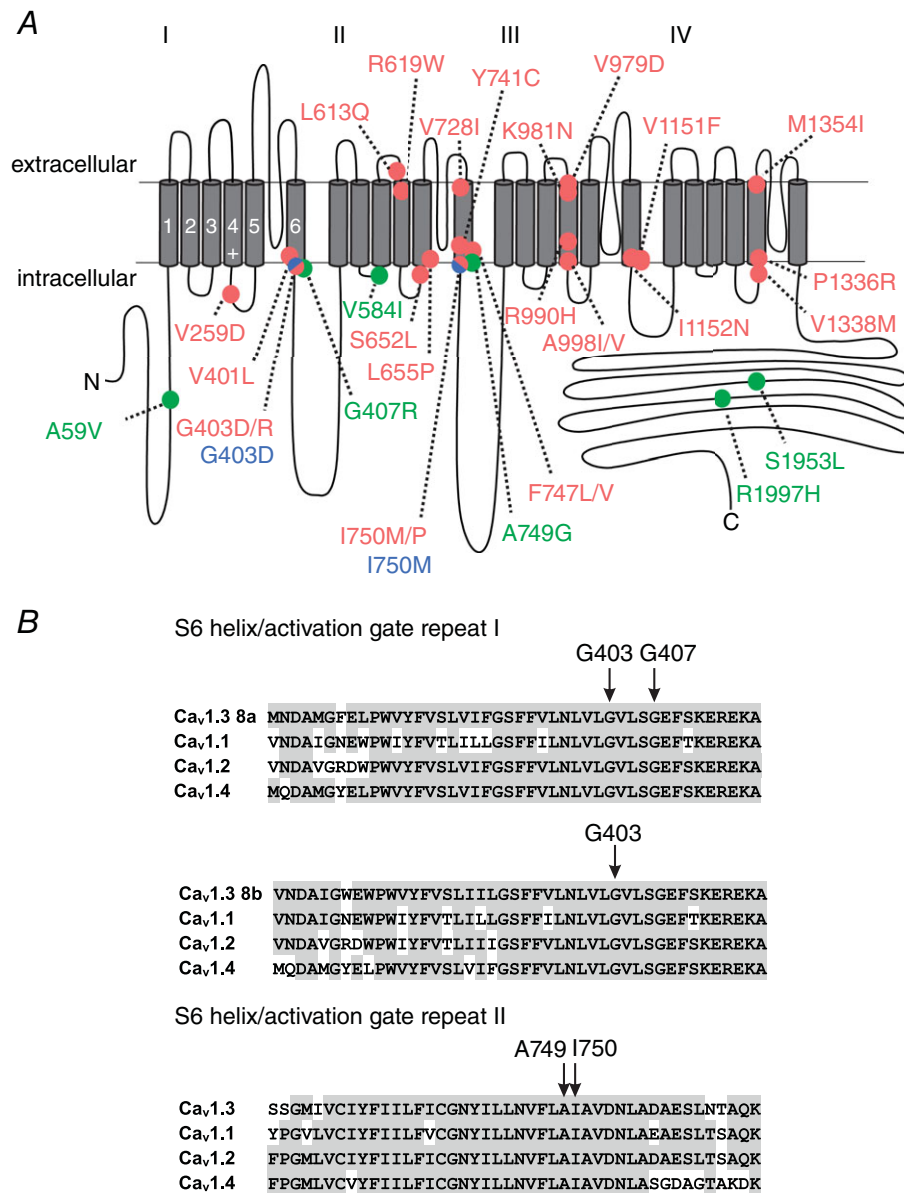 A
I II III IV
R619W
Y741C
V979D
L613Q
V728I
K981N
V1151F
M1354I
extracellular
1 2 3 4 5 6
+
intracellular
V259D
V584I
S652L
L655P
R990H
A998I/V
I1152N
P1336R
V1338M
N
V401L
G403D/R
G403D
G407R
A59V
S1953L
R1997H
F747L/V
A749G
I750M/P
I750M
C
B
S6 helix/activation gate repeat I
G403 G407
Cav1.3 8a MNDAMGFELPWVYFVSLVIFGSFFVLNLVLGVLSGEFSKEREKA
Cav1.1 VNDAIGNEWPWIYFVTLILLGSFFILNLVLGVLSGEFTKEREKA
Cav1.2 VNDAVGRDWPWVYFVSLVIFGSFFVLNLVLGVLSGEFSKEREKA
Cav1.4 MQDAMGYELPWVYFVSLVIFGSFFVLNLVLGVLSGEFSKEREKA
G403
Cav1.3 8b VNDAIGWEWPWVYFVSLIILGSFFVLNLVLGVLSGEFSKEREKA
Cav1.1 VNDAIGNEWPWIYFVTLILLGSFFILNLVLGVLSGEFTKEREKA
Cav1.2 VNDAVGRDWPWIYFVTLIIIGSFFVLNLVLGVLSGEFSKEREKA
Cav1.4 MQDAMGYELPWVYFVSLVIFGSFFVLNLVLGVLSGEFSKEREKA
S6 helix/activation gate repeat II
A749 I750
Cav1.3 SSGMIVCIYFIILFICGNYILLNVFLAIAVDNLADAESLNTAQK
Cav1.1 YPGVLVCIYFIILFVCGNYILLNVFLAIAVDNLAEAESLTSAQK
Cav1.2 FPGMLVCIYFIILFICGNYILLNVFLAIAVDNLADAESLTSAQK
Cav1.4 FPGMLVCVYFIILFICGNYILLNVFLAIAVDNLASGDAGTAKDK